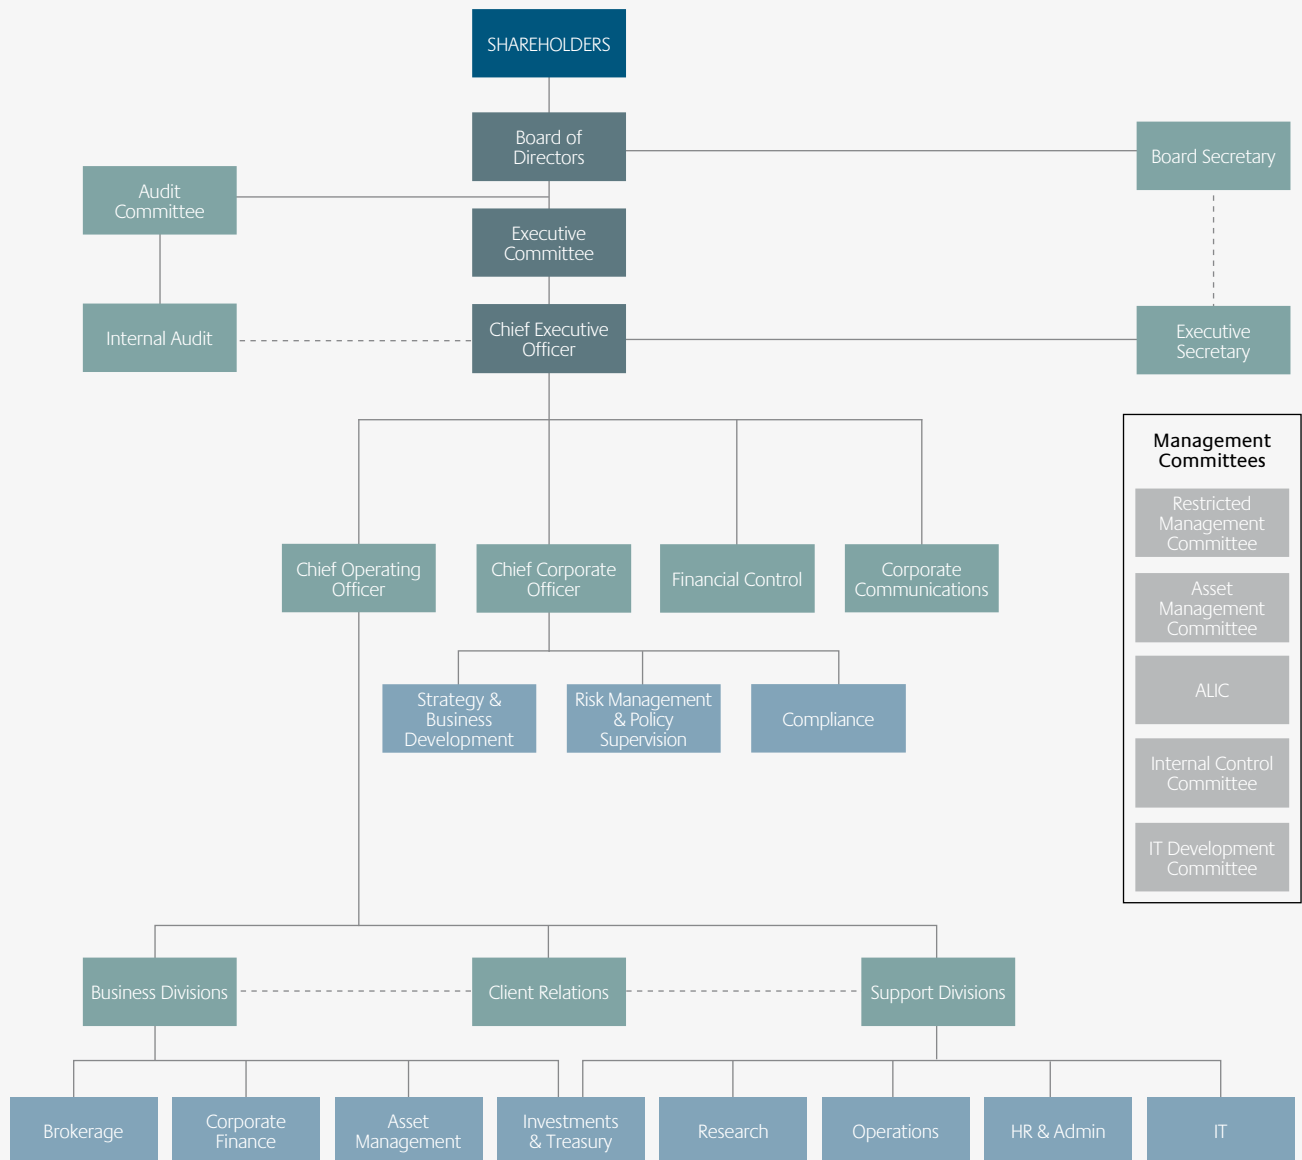 SHAREHOLDERS
Board of
Directors
Board Secretary
Audit
Committee
Executive
Committee
Internal Audit
Chief Executive
Officer
Executive
Secretary
Management
Committees
Restricted
Management
Committee
Asset
Management
Committee
ALIC
Internal Control
Committee
IT Development
Committee
Chief Operating
Officer
Chief Corporate
Officer
Financial Control
Corporate
Communications
Strategy &
Business
Development
Risk Management
& Policy
Supervision
Compliance
Business Divisions
Client Relations
Support Divisions
Brokerage
Corporate
Finance
Asset
Management
Investments
& Treasury
Research
Operations
HR & Admin
IT